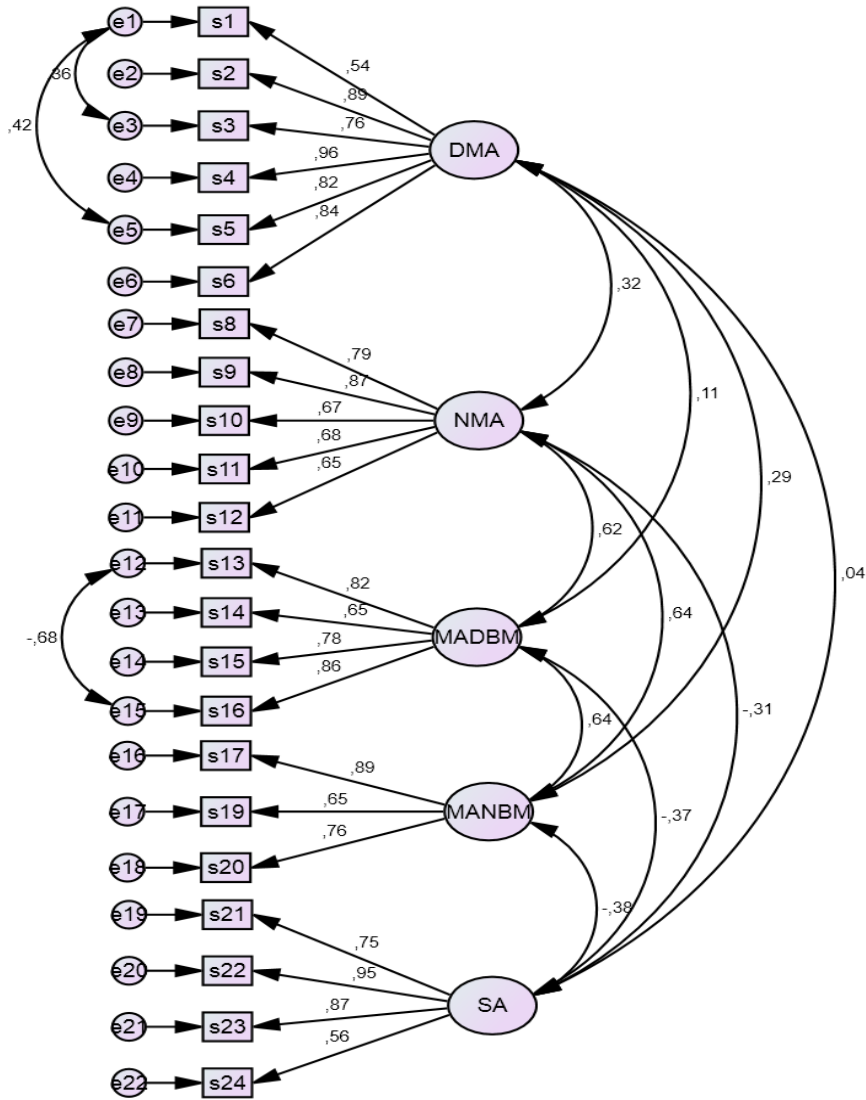 e1 s1
,54
e2 s2
,36
,89
e3 s3
,76
,42
DMA
e4 s4
,96
,82
e5 s5
,84
e6 s6
,32
e7 s8
,79
e8 s9
,87
,11
e9 s10
,67
NMA
,68
e10 s11
,65
,29
e11 s12
,62
e12 s13
,82
,04
e13 s14
,65
,64
-,68
,78
MADBM
e14 s15
,86
e15 s16
-,31
,64
e16 s17
,89
e17 s19
,65
MANBM
-,37
,76
e18 s20
e19 s21
-,38
,75
e20 s22
,95
SA
,87
e21 s23
,56
e22 s24